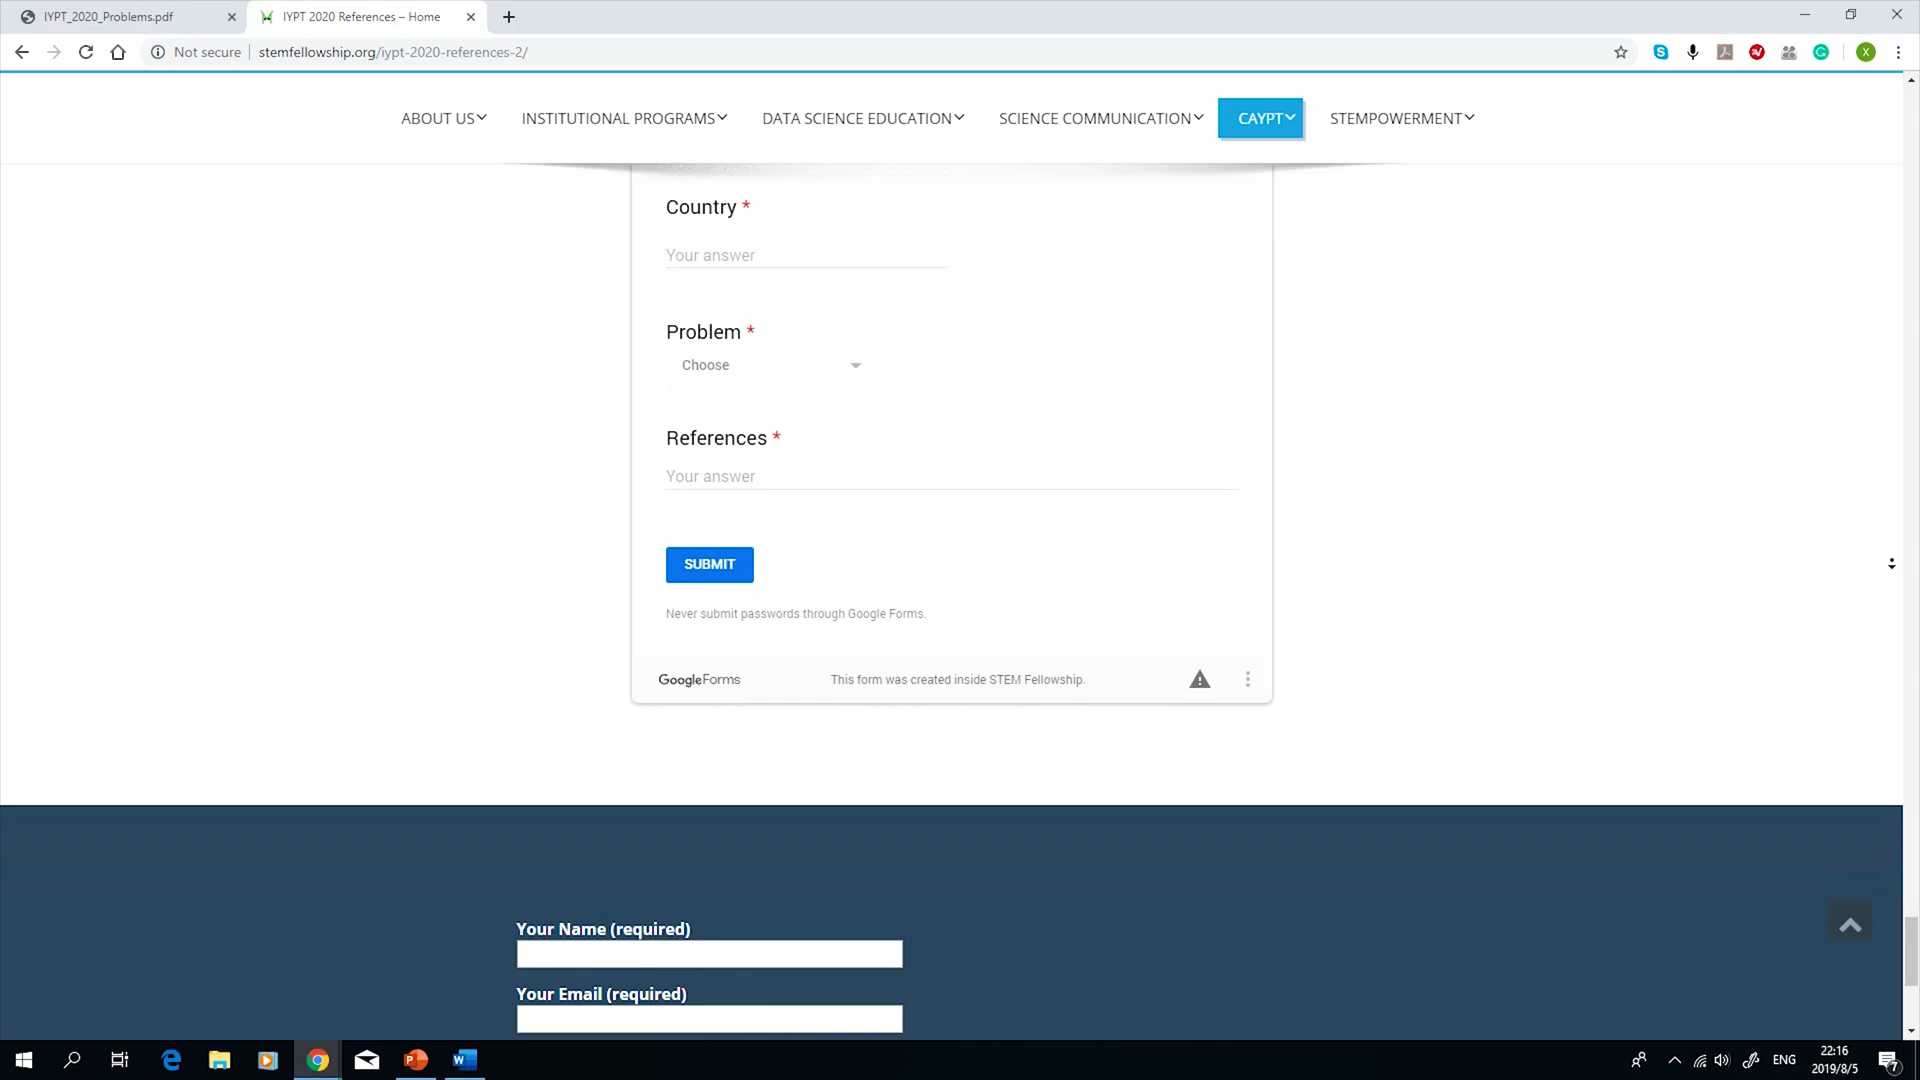 IYPT_2020_Problems.pdf
IYPT 2020 References – Home
Not secure
stemfellowship.org/iypt-2020-references-2/
X
ABOUT US
INSTITUTIONAL PROGRAMS
DATA SCIENCE EDUCATION
SCIENCE COMMUNICATION
CAYPT
STEMPOWERMENT
Country *
Your answer
Problem *
Choose
References *
Your answer
SUBMIT
Never submit passwords through Google Forms.
Google Forms
This form was created inside STEM Fellowship.
Your Name (required)
Your Email (required)
ENG
22:16
2019/8/5
7